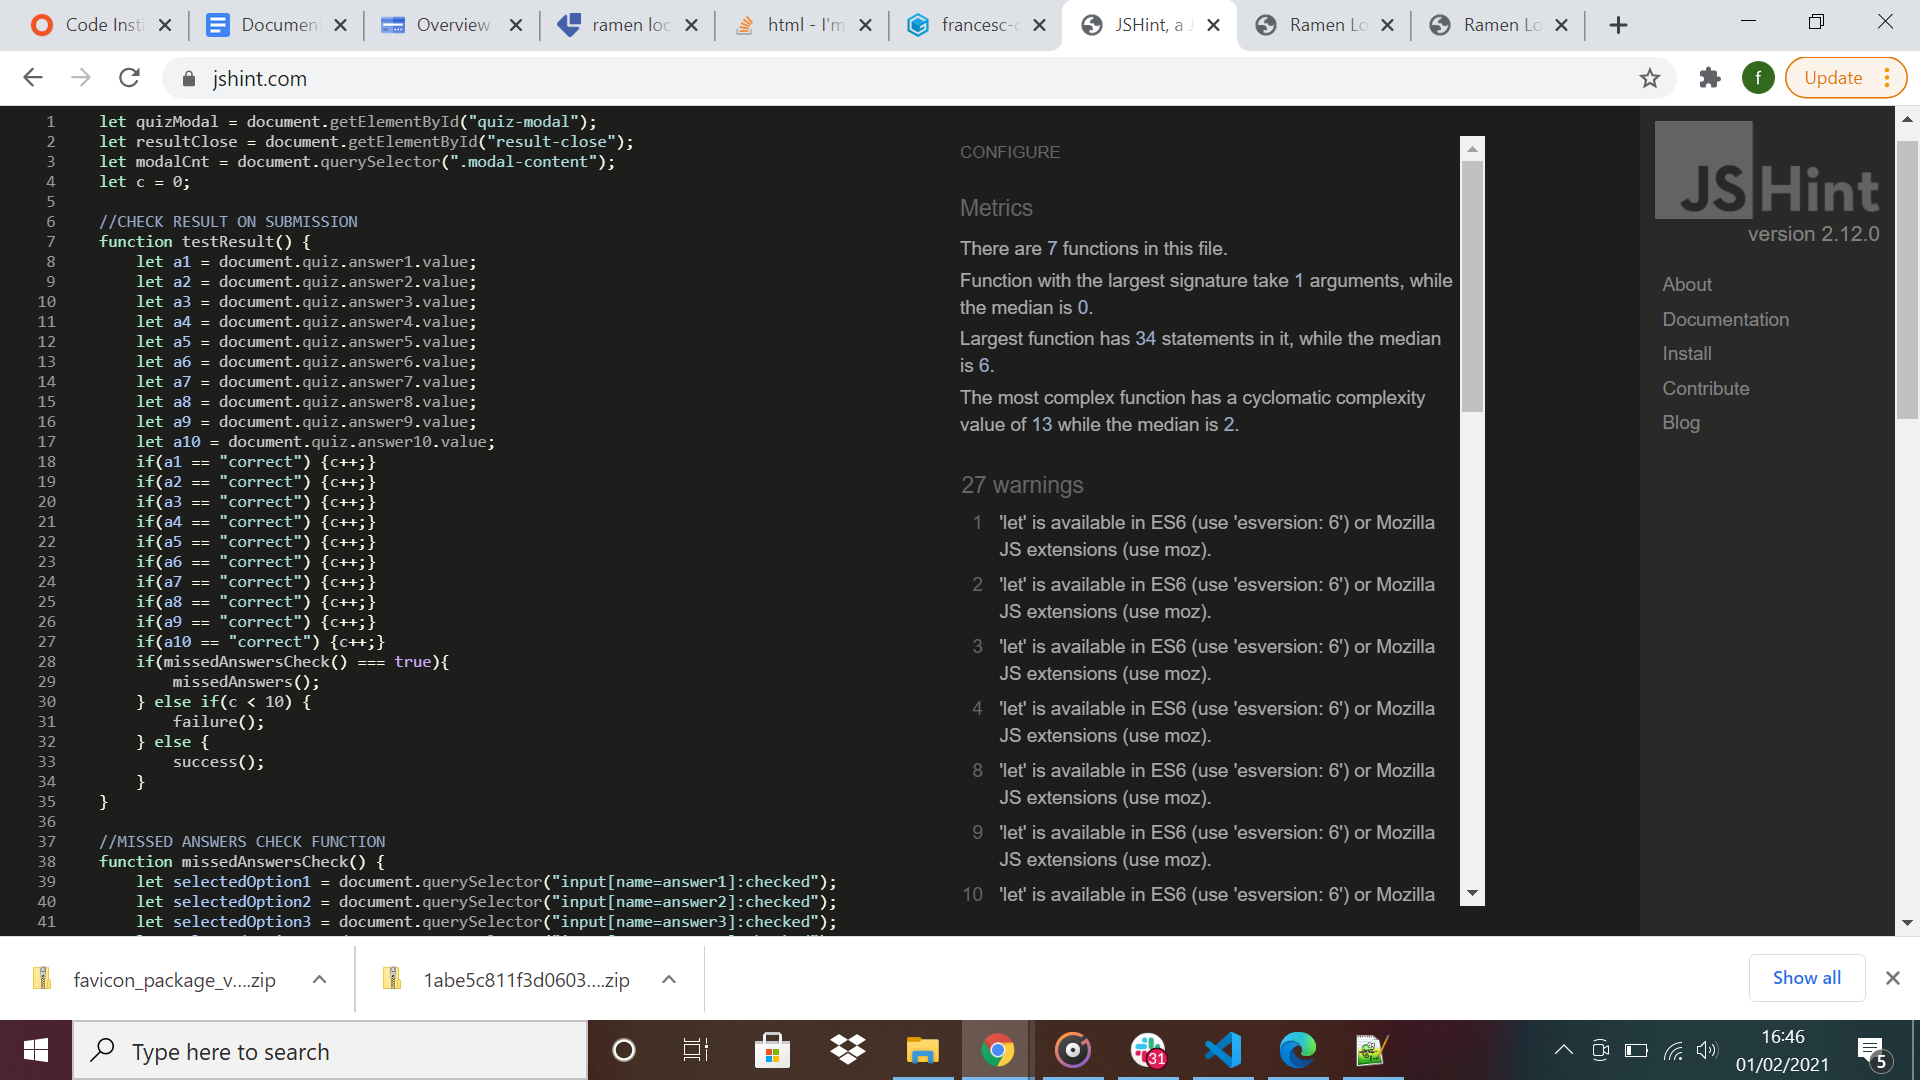 Code Insti
Document
Overview
ramen loc
html - I'm
francesc-c
JSHint, a J
Ramen Lo
Ramen Lo
jshint.com
f
Update
1 let quizModal = document.getElementById("quiz-modal");
2 let resultClose = document.getElementById("result-close");
3 let modalCnt = document.querySelector(".modal-content");
4 let c = 0;
5
6 //CHECK RESULT ON SUBMISSION
7 function testResult() {
8 let a1 = document.quiz.answer1.value;
9 let a2 = document.quiz.answer2.value;
10 let a3 = document.quiz.answer3.value;
11 let a4 = document.quiz.answer4.value;
12 let a5 = document.quiz.answer5.value;
13 let a6 = document.quiz.answer6.value;
14 let a7 = document.quiz.answer7.value;
15 let a8 = document.quiz.answer8.value;
16 let a9 = document.quiz.answer9.value;
17 let a10 = document.quiz.answer10.value;
18 if(a1 == "correct") {c++;}
19 if(a2 == "correct") {c++;}
20 if(a3 == "correct") {c++;}
21 if(a4 == "correct") {c++;}
22 if(a5 == "correct") {c++;}
23 if(a6 == "correct") {c++;}
24 if(a7 == "correct") {c++;}
25 if(a8 == "correct") {c++;}
26 if(a9 == "correct") {c++;}
27 if(a10 == "correct") {c++;}
28 if(missedAnswersCheck() === true){
29 missedAnswers();
30 } else if(c < 10) {
31 failure();
32 } else {
33 success();
34 }
35 }
36
37 //MISSED ANSWERS CHECK FUNCTION
38 function missedAnswersCheck() {
39 let selectedOption1 = document.querySelector("input[name=answer1]:checked");
40 let selectedOption2 = document.querySelector("input[name=answer2]:checked");
41 let selectedOption3 = document.querySelector("input[name=answer3]:checked");
CONFIGURE
Metrics
There are 7 functions in this file.
Function with the largest signature take 1 arguments, while
the median is 0.
Largest function has 34 statements in it, while the median
is 6.
The most complex function has a cyclomatic complexity
value of 13 while the median is 2.
27 warnings
1 'let' is available in ES6 (use 'esversion: 6') or Mozilla
JS extensions (use moz).
2 'let' is available in ES6 (use 'esversion: 6') or Mozilla
JS extensions (use moz).
3 'let' is available in ES6 (use 'esversion: 6') or Mozilla
JS extensions (use moz).
4 'let' is available in ES6 (use 'esversion: 6') or Mozilla
JS extensions (use moz).
8 'let' is available in ES6 (use 'esversion: 6') or Mozilla
JS extensions (use moz).
9 'let' is available in ES6 (use 'esversion: 6') or Mozilla
JS extensions (use moz).
10 'let' is available in ES6 (use 'esversion: 6') or Mozilla
JSHint
version 2.12.0
About
Documentation
Install
Contribute
Blog
favicon_package_v....zip
1abe5c811f3d0603....zip
Show all
Type here to search
31
16:46
01/02/2021
5